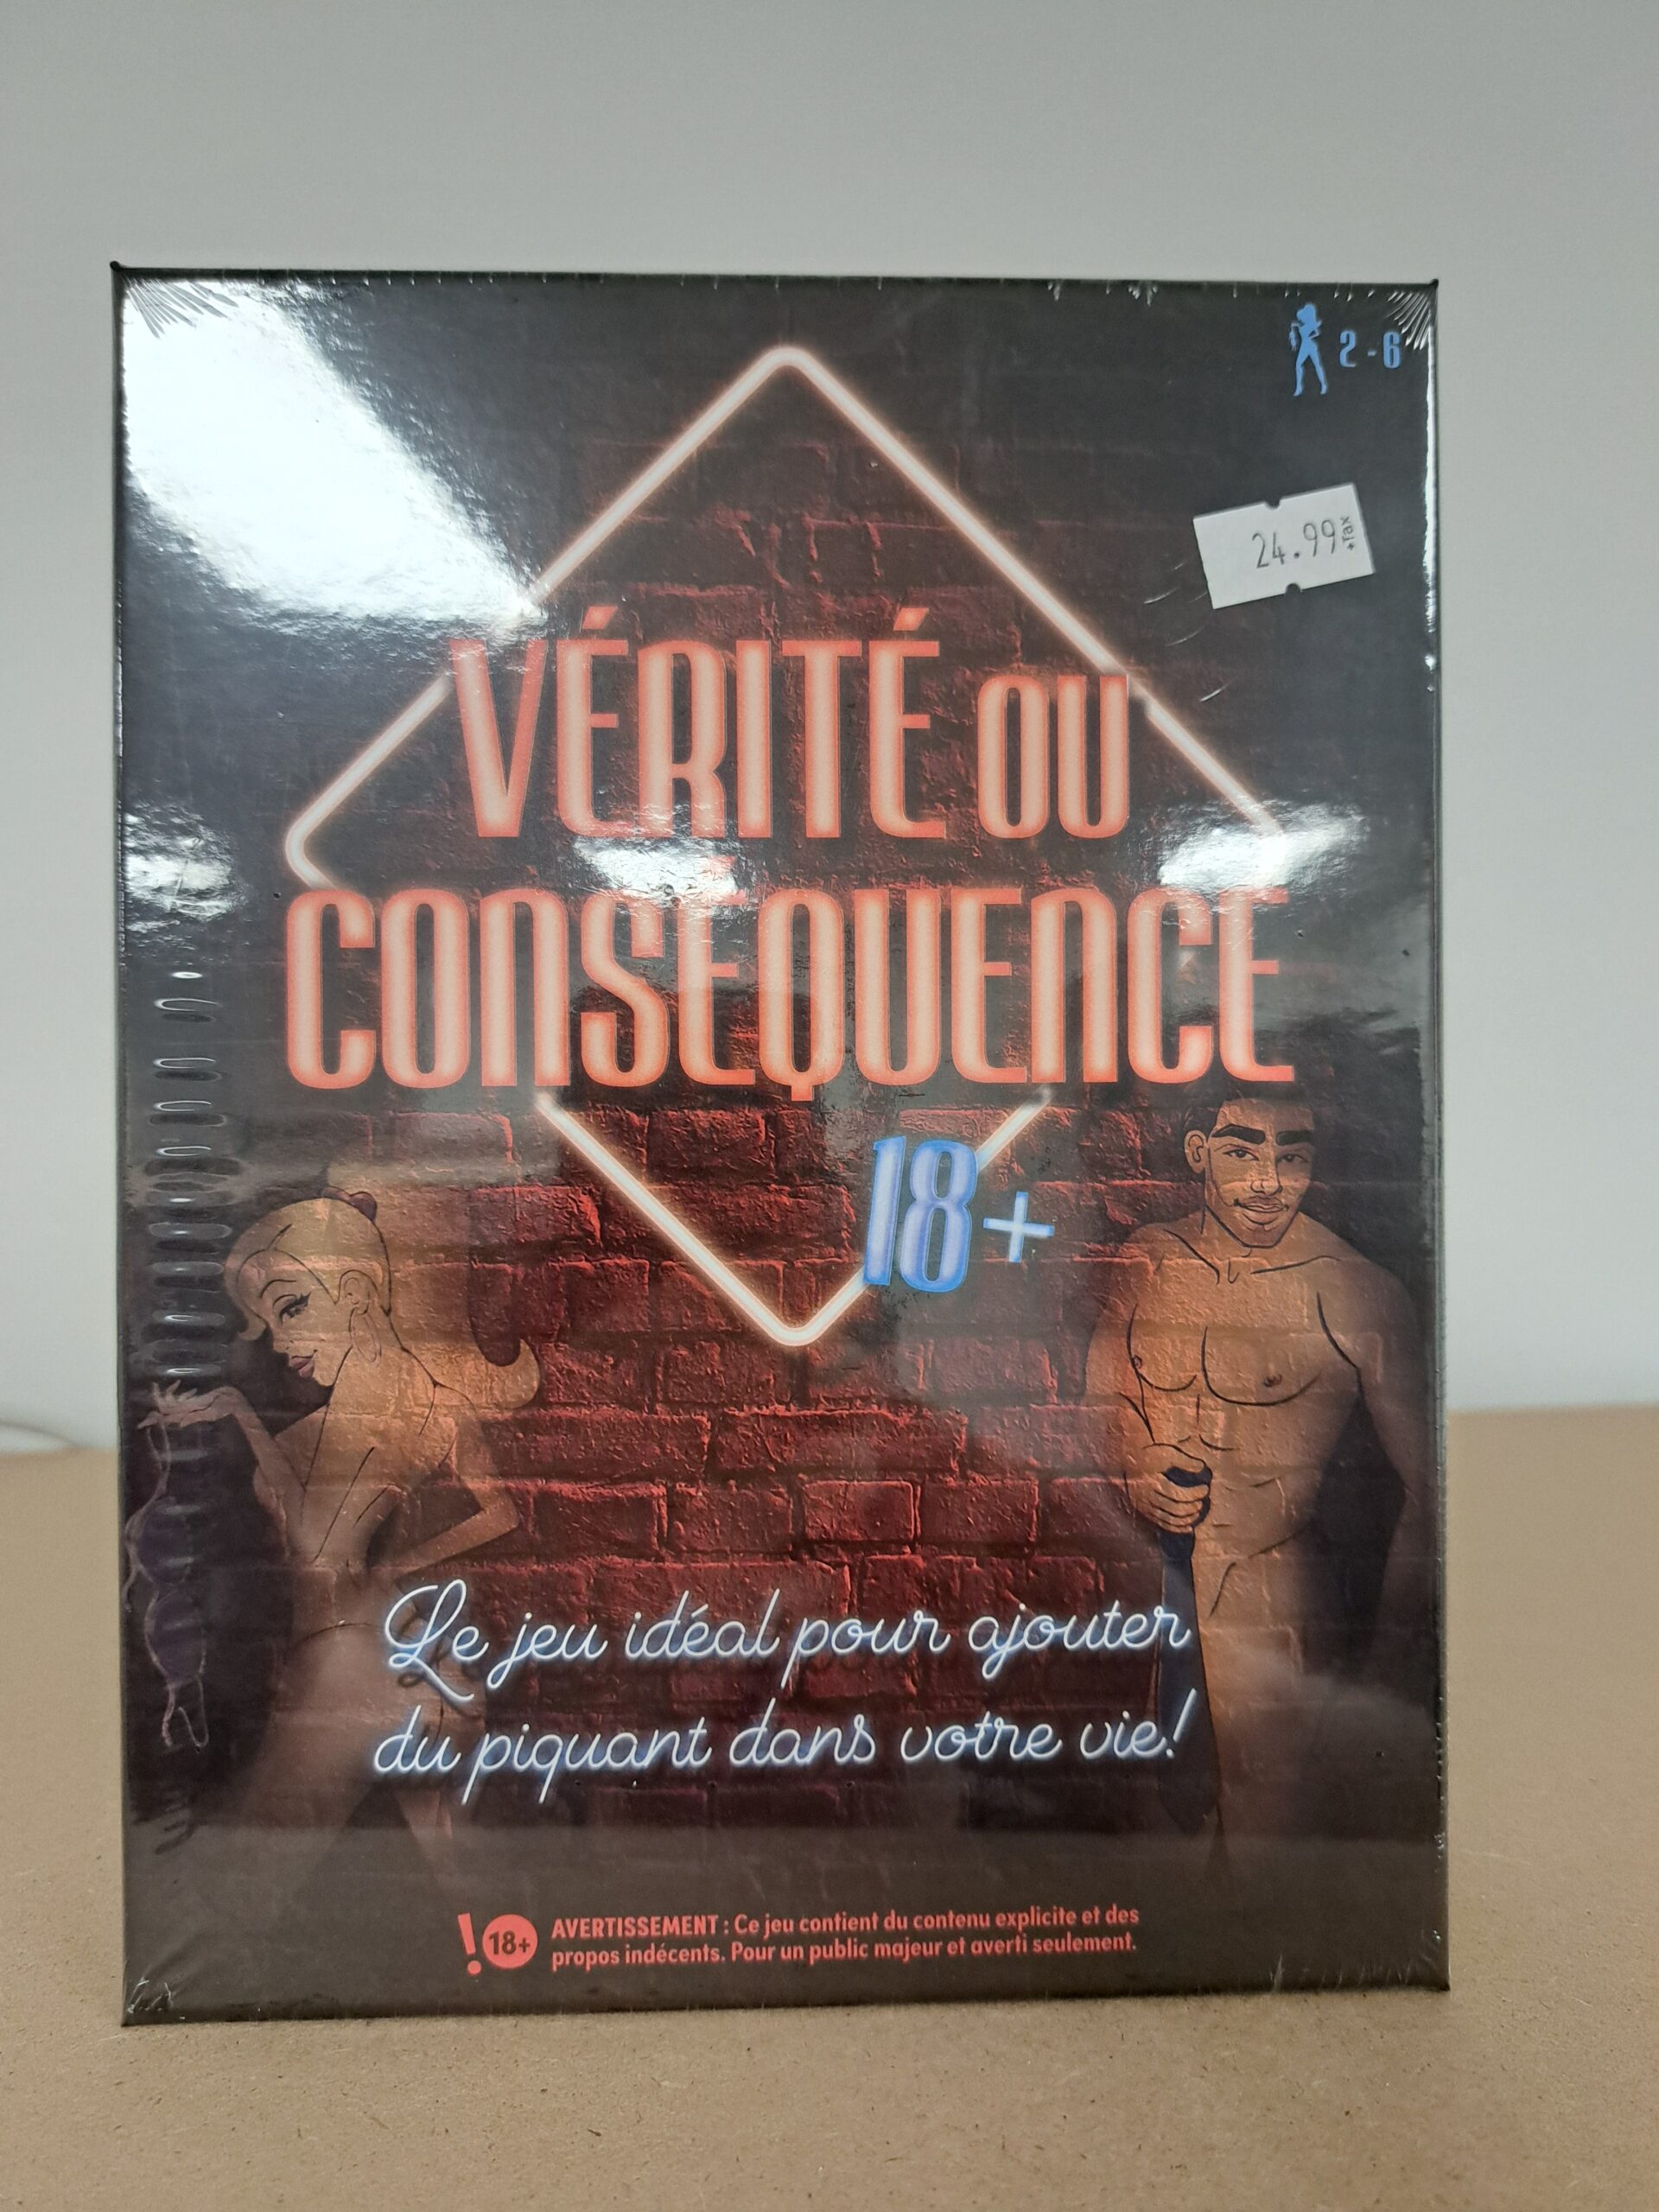 2-6
24.99 +Tax
VÉRITÉ OU
CONSÉQUENCE
18+
Le jeu idéal pour ajouter
du piquant dans votre vie!
! 18+ AVERTISSEMENT : Ce jeu contient du contenu explicite et des
propos indécents. Pour un public majeur et averti seulement.